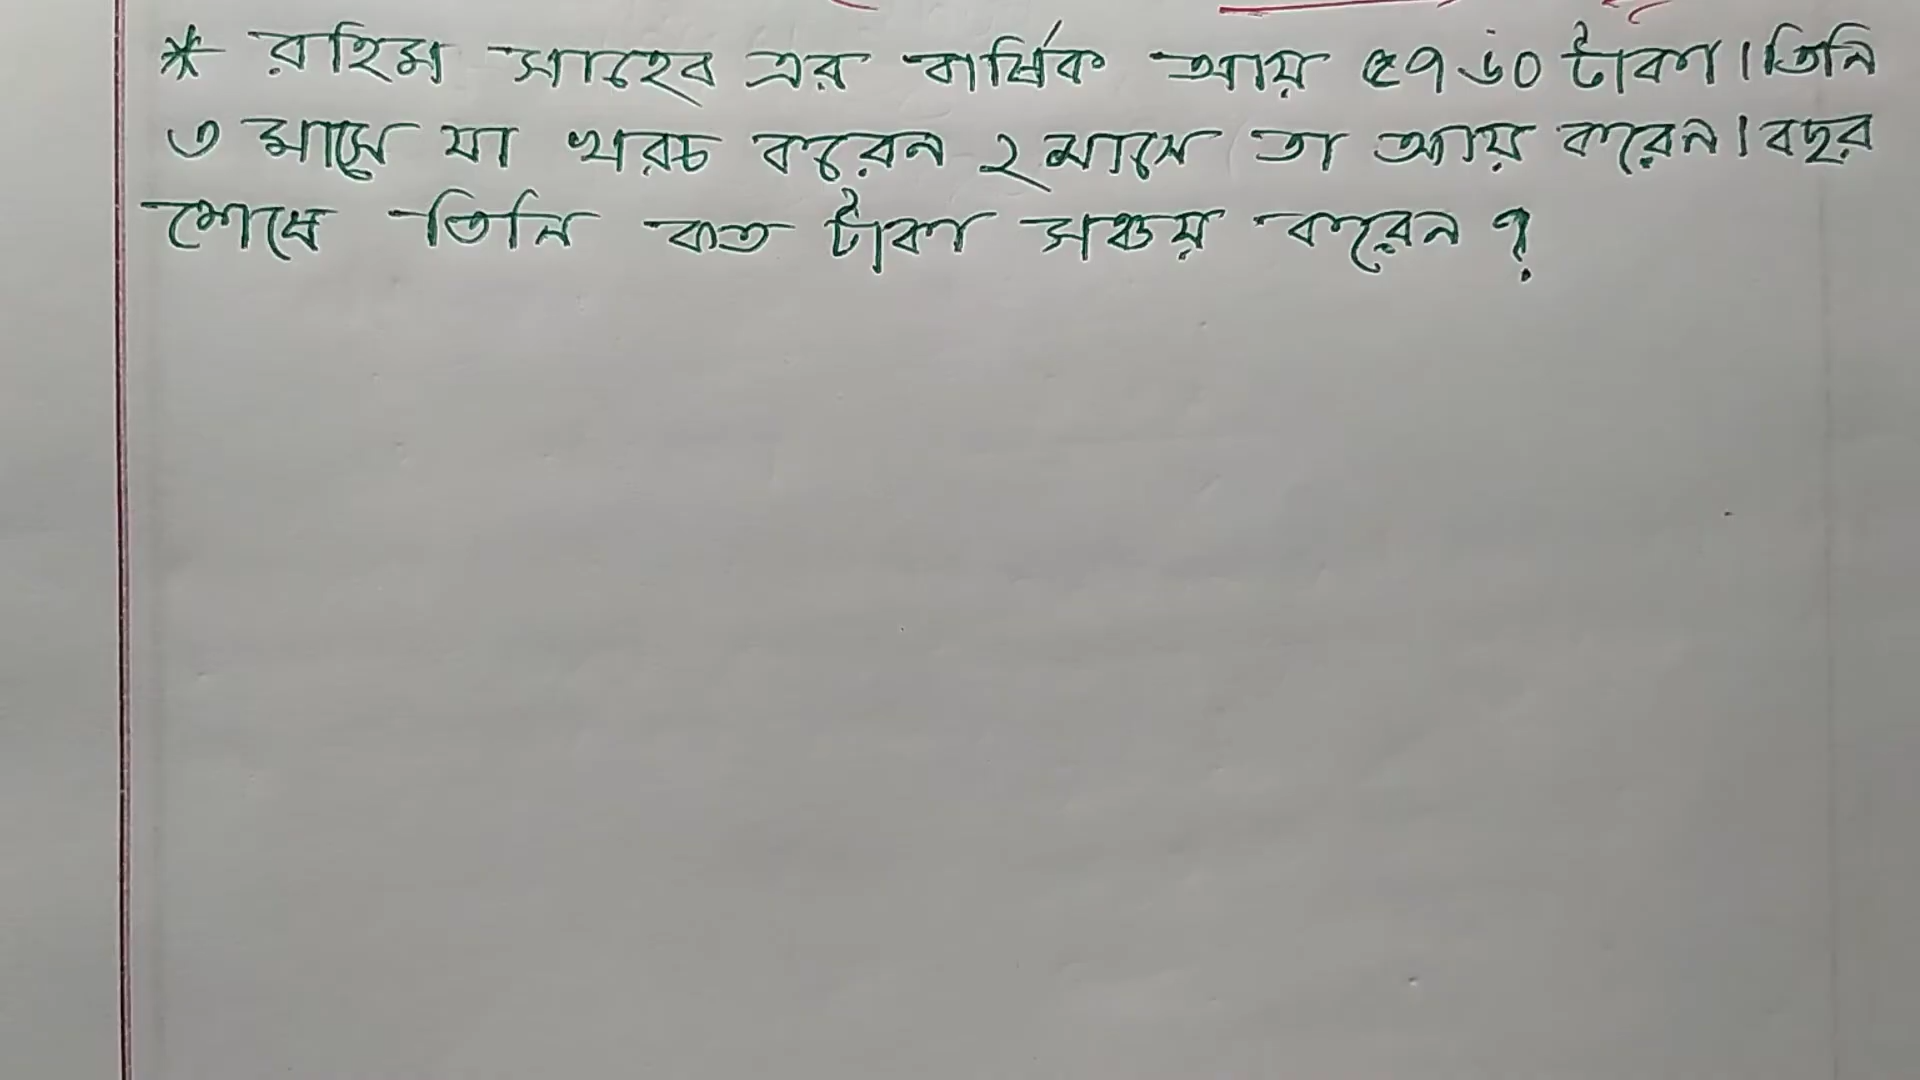 * রহিম সাহেব এর বার্ষিক আয় ৫৭৬০ টাকা। তিনি
৩ মাসে যা খরচ করেন ২ মাসে তা আয় করেন। বছর
শেষে তিনি কত টাকা সঞ্চয় করেন ?